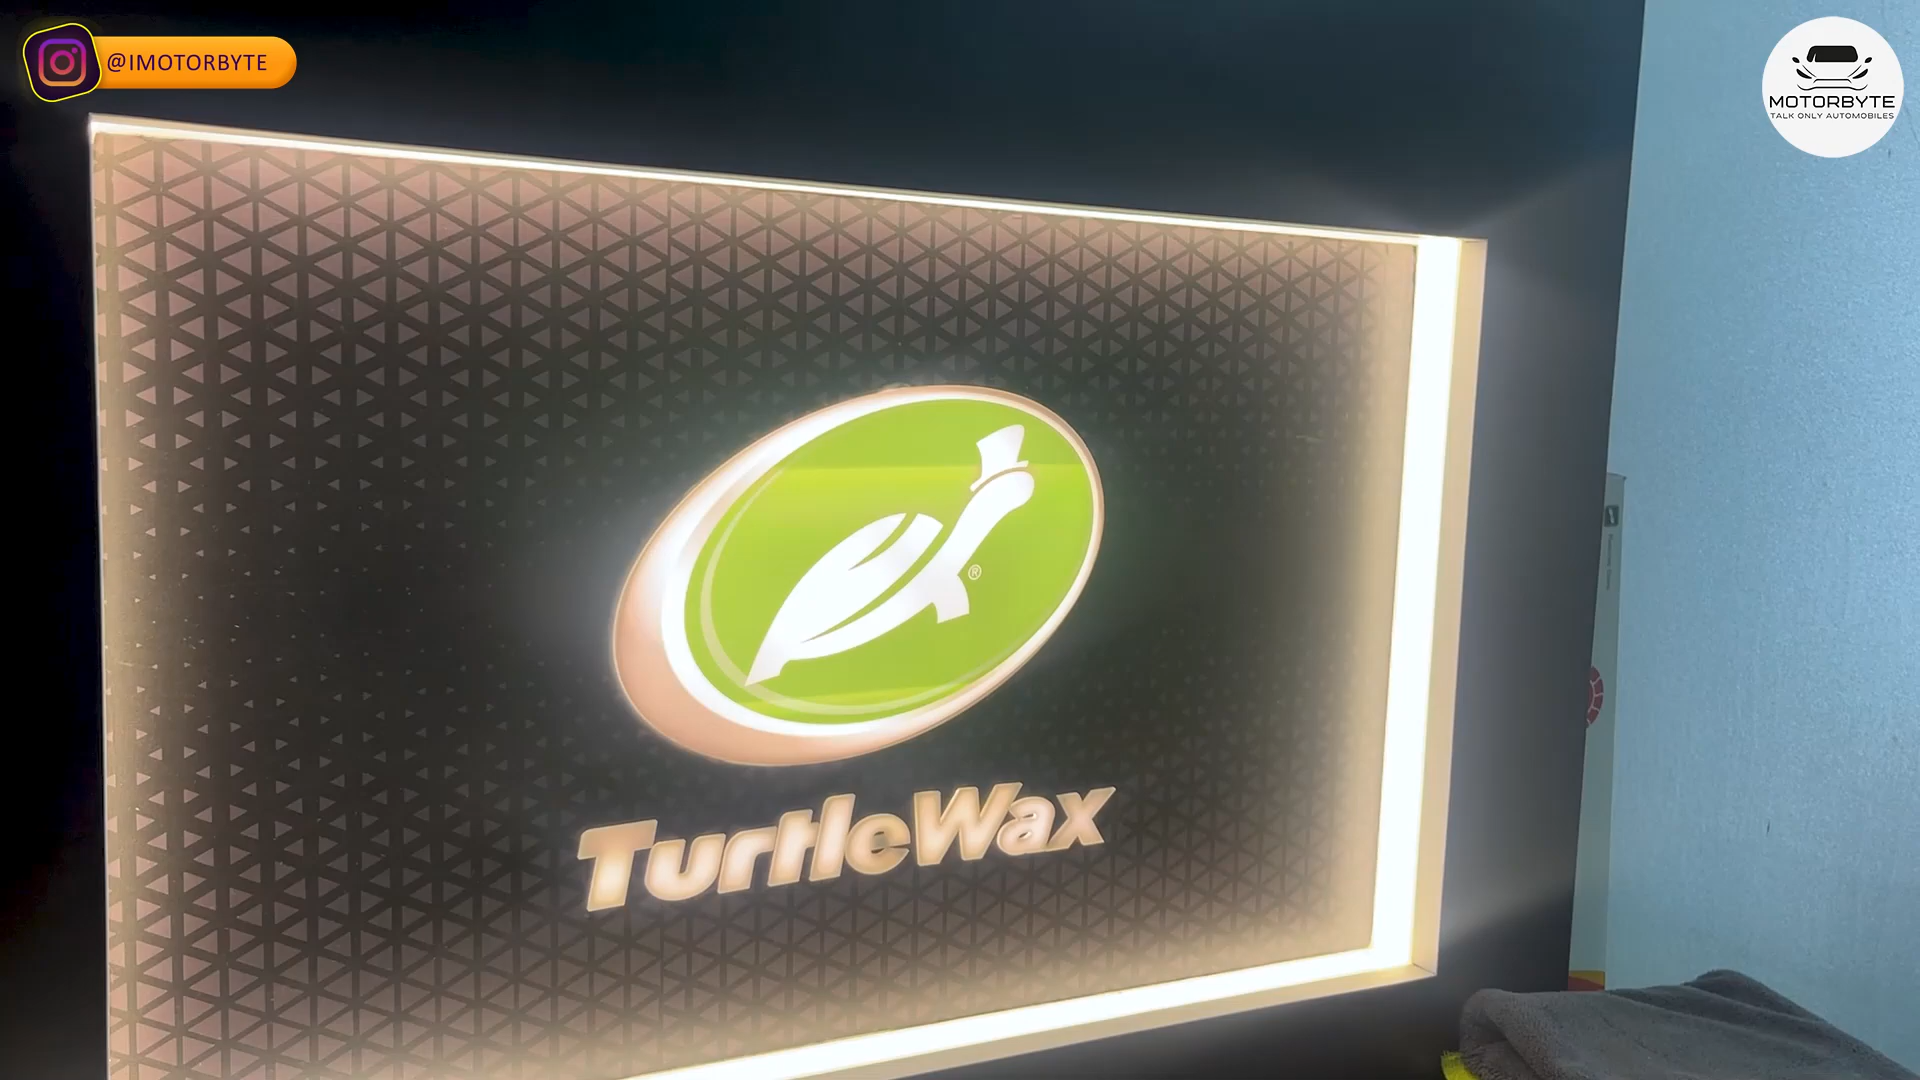 @IMOTORBYTE
MOTORBYTE
TALK ONLY AUTOMOBILES
®
TurtleWax